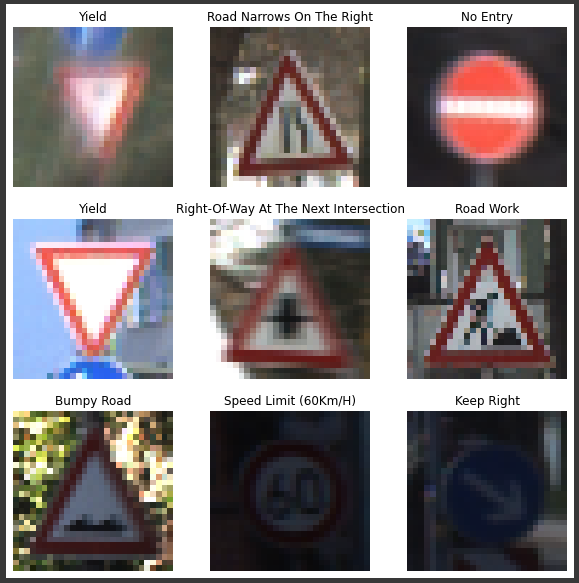 Yield
Road Narrows On The Right
No Entry
Yield
Right-Of-Way At The Next Intersection
Road Work
Bumpy Road
Speed Limit (60Km/H)
Keep Right
60